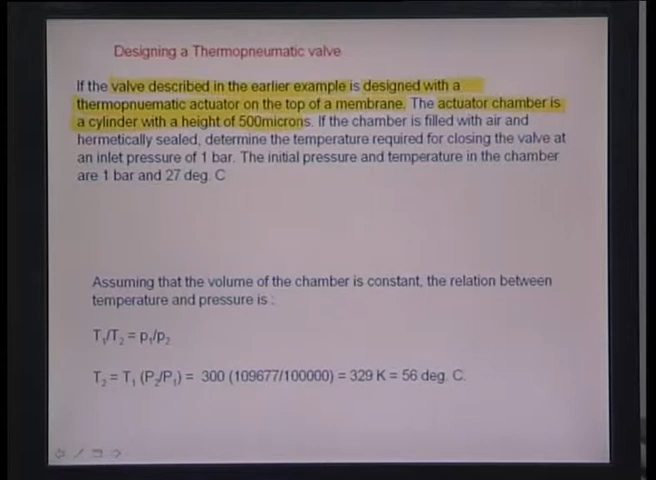 Designing a Thermopneumatic valve
If the valve described in the earlier example is designed with a
thermopnuematic actuator on the top of a membrane. The actuator chamber is
a cylinder with a height of 500microns. If the chamber is filled with air and
hermetically sealed, determine the temperature required for closing the valve at
an inlet pressure of 1 bar. The initial pressure and temperature in the chamber
are 1 bar and 27 deg. C
Assuming that the volume of the chamber is constant, the relation between
temperature and pressure is :
T₁/T₂ = p₁/p₂
T₂ = T₁ (P₂/P₁) = 300 (109677/100000) = 329 K = 56 deg. C.